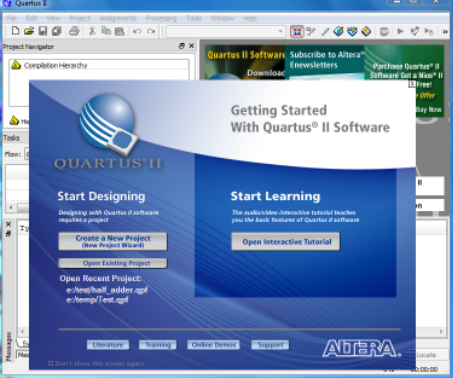 Quartus II
File Edit View Project Assignments Processing Tools Window Help
Project Navigator
Compilation Hierarchy
Quartus II Software
Download
Subscribe to Altera
Enewsletters
Purchase Quartus® II
Software Get a Nios® II
Free!
Offer
Buy Now
Tasks
Flow:
Getting Started
With Quartus® II Software
QUARTUS® II
Start Designing
Designing with Quartus II software
requires a project
Create a New Project
(New Project Wizard)
Open Existing Project
Open Recent Project:
e:/test/half_adder.qpf
e:/temp/Test.qpf
Start Learning
The audio/video interactive tutorial teaches
you the basic features of Quartus II software
Open Interactive Tutorial
Literature
Training
Online Demos
Support
ALTERA.
Don't show this screen again
Messages
Locate
00:00:00